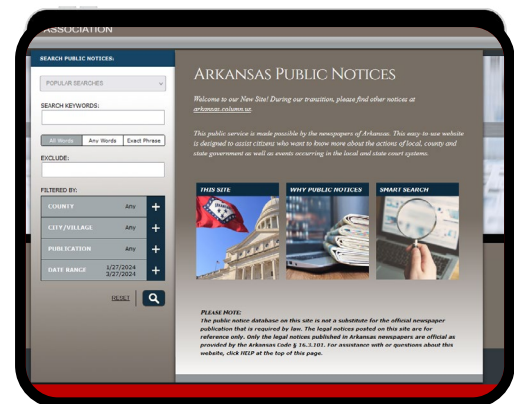 ASSOCIATION
SEARCH PUBLIC NOTICES:
POPULAR SEARCHES
SEARCH KEYWORDS:
All Words Any Words Exact Phrase
EXCLUDE:
FILTERED BY:
COUNTY Any +
CITY/VILLAGE Any +
PUBLICATION Any +
DATE RANGE 1/27/2024 +
3/27/2024
RESET
ARKANSAS PUBLIC NOTICES
Welcome to our New Site! During our transition, please find other notices at
arkansas.column.us.
This public service is made possible by the newspapers of Arkansas. This easy-to-use website
is designed to assist citizens who want to know more about the actions of local, county and
state government as well as events occurring in the local and state court systems.
THIS SITE WHY PUBLIC NOTICES SMART SEARCH
PLEASE NOTE:
The public notice database on this site is not a substitute for the official newspaper
publication that is required by law. The legal notices posted on this site are for
reference only. Only the legal notices published in Arkansas newspapers are official as
provided by the Arkansas Code § 16.3.101. For assistance with or questions about this
website, click HELP at the top of this page.